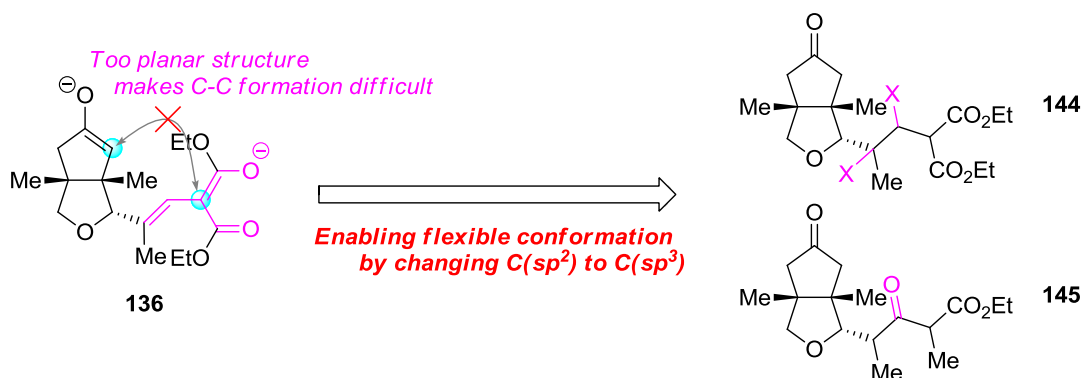 Too planar structure
makes C-C formation difficult
⊖
O
EtO
⊖
O
Me
Me
O
O
Me
EtO
136
Enabling flexible conformation
by changing C(sp²) to C(sp³)
O
Me
Me
X
CO₂Et
O
X
Me
CO₂Et
144
O
Me
Me
O
CO₂Et
O
Me
Me
145